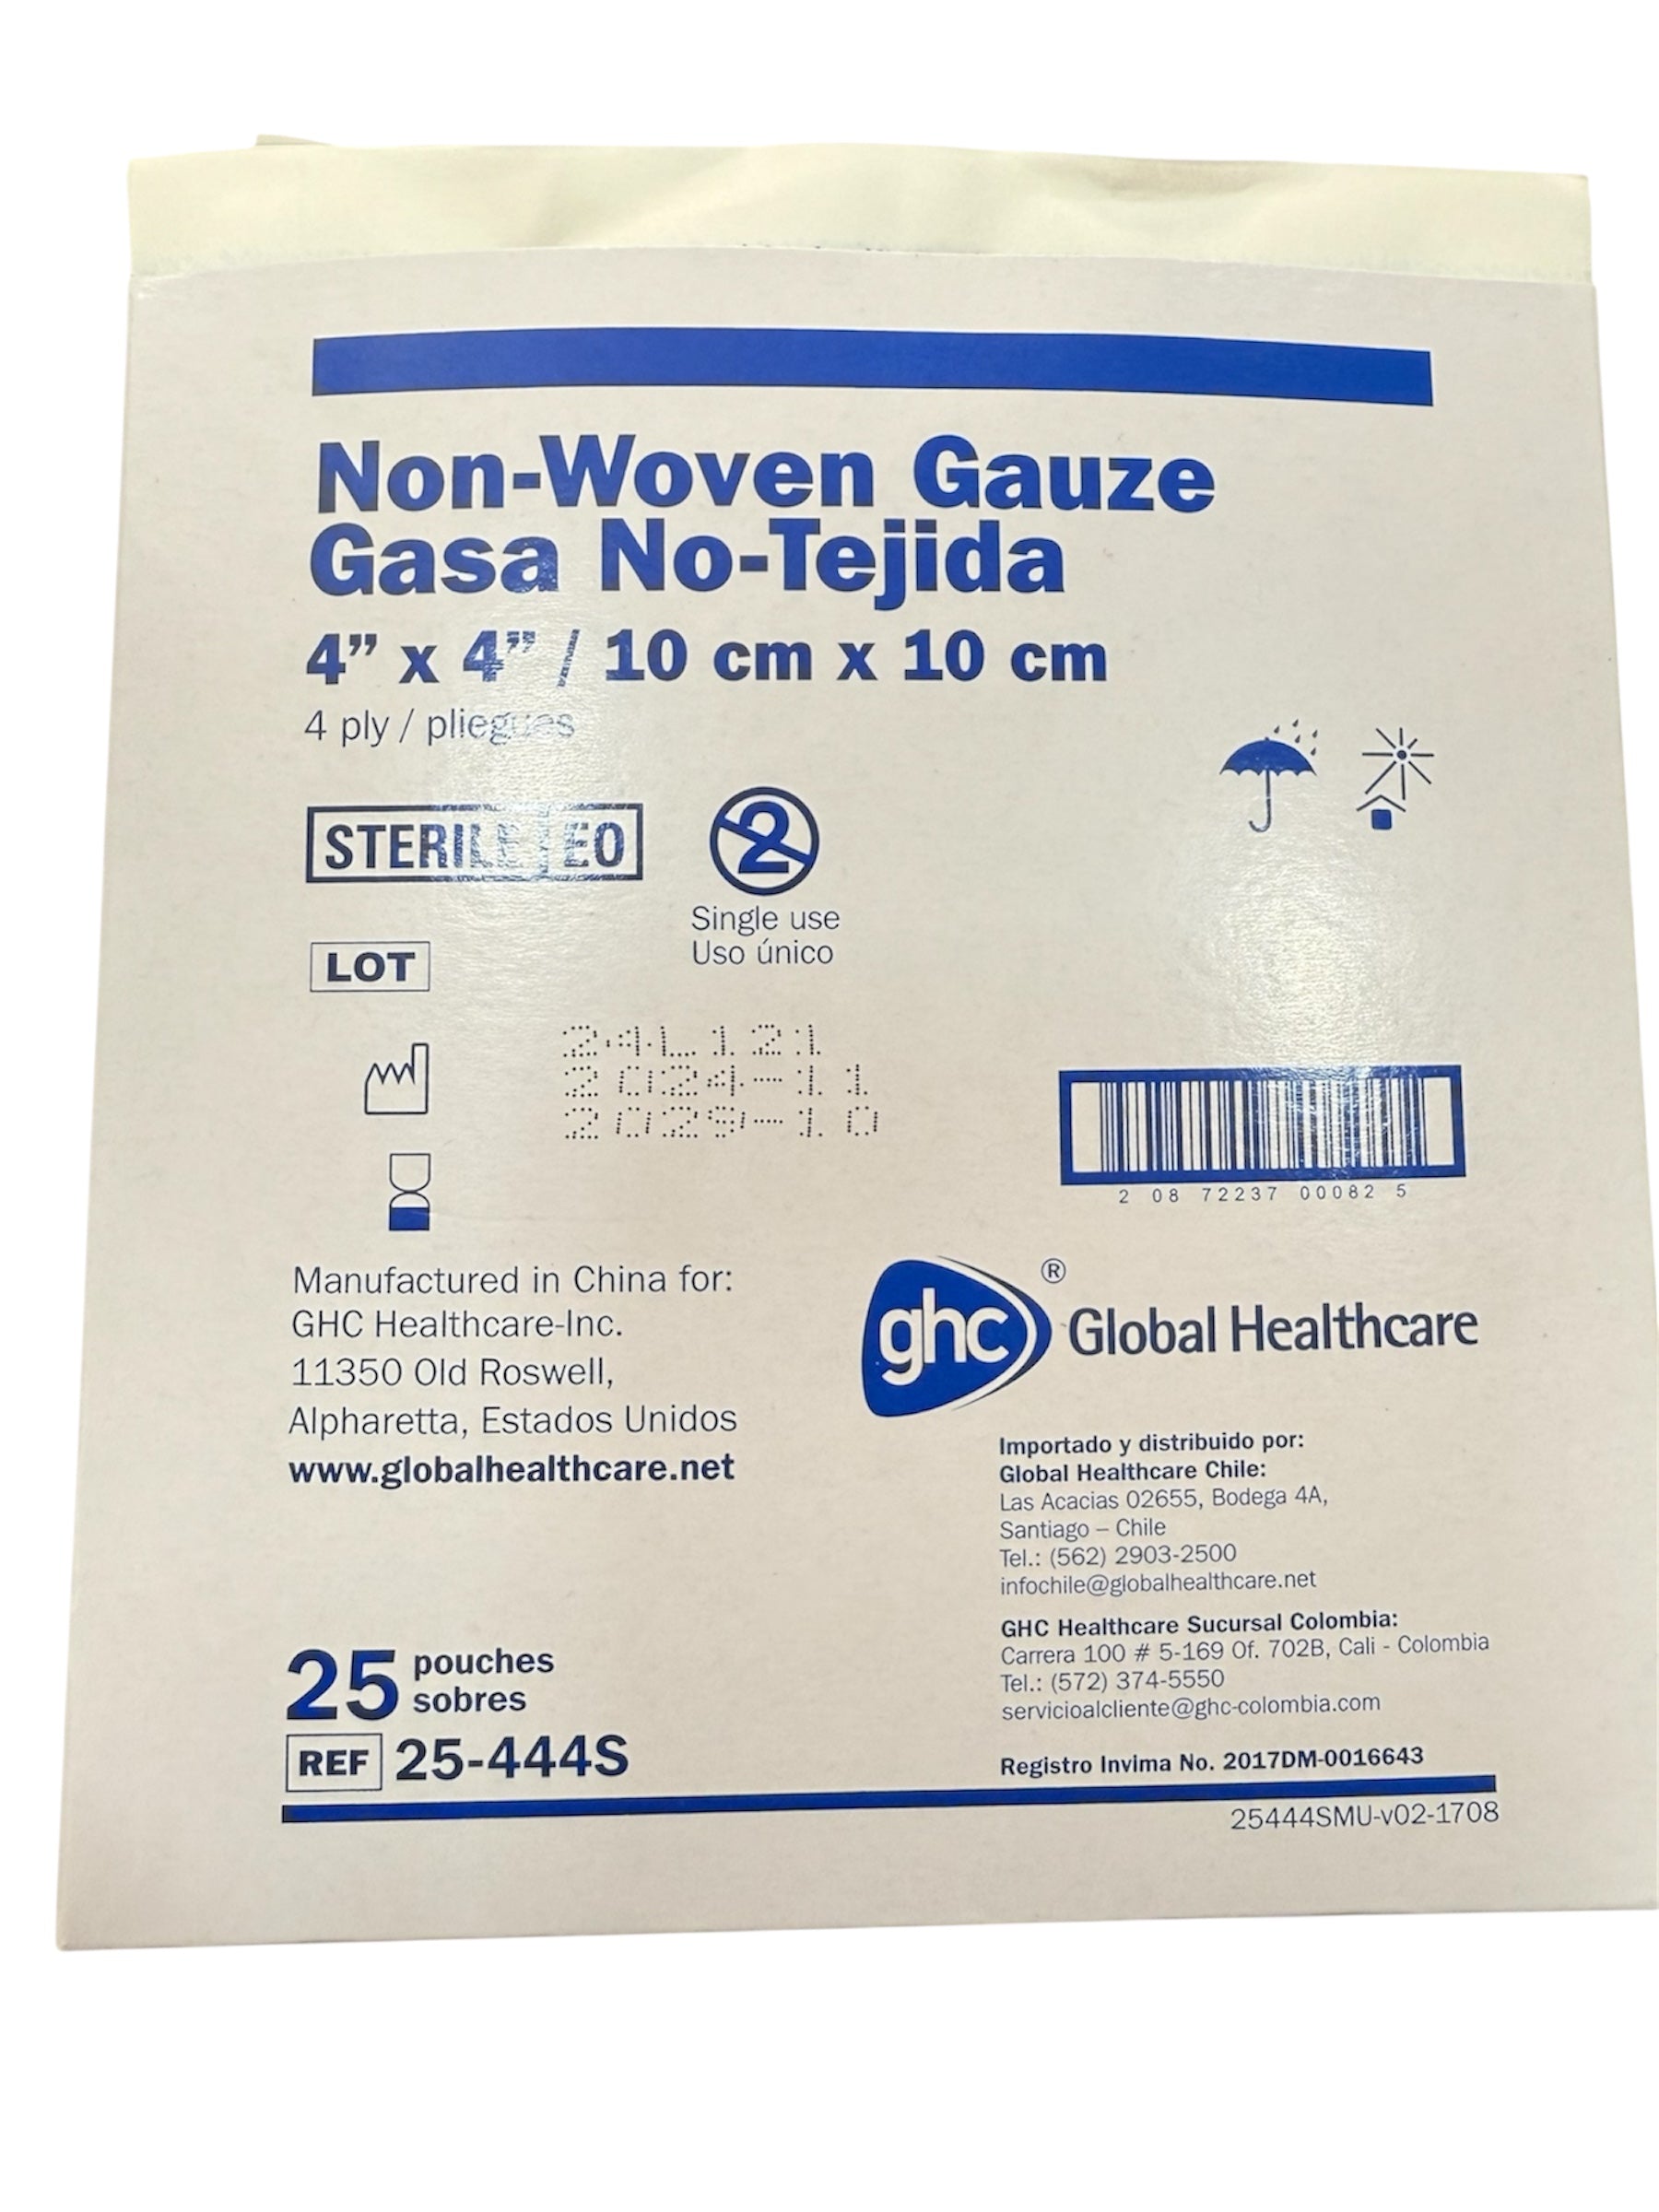 Non-Woven Gauze
Gasa No-Tejida
4” x 4” / 10 cm x 10 cm
4 ply / pliegues
STERILE EO
2
Single use
Uso único
LOT
24L121
2024-11
2029-10
2 08 72237 00082 5
Manufactured in China for:
GHC Healthcare-Inc.
11350 Old Roswell,
Alpharetta, Estados Unidos
www.globalhealthcare.net
ghc® Global Healthcare
Importado y distribuido por:
Global Healthcare Chile:
Las Acacias 02655, Bodega 4A,
Santiago – Chile
Tel.: (562) 2903-2500
infochile@globalhealthcare.net
GHC Healthcare Sucursal Colombia:
Carrera 100 # 5-169 Of. 702B, Cali - Colombia
Tel.: (572) 374-5550
servicioalcliente@ghc-colombia.com
Registro Invima No. 2017DM-0016643
25 pouches
sobres
REF 25-444S
25444SMU-v02-1708